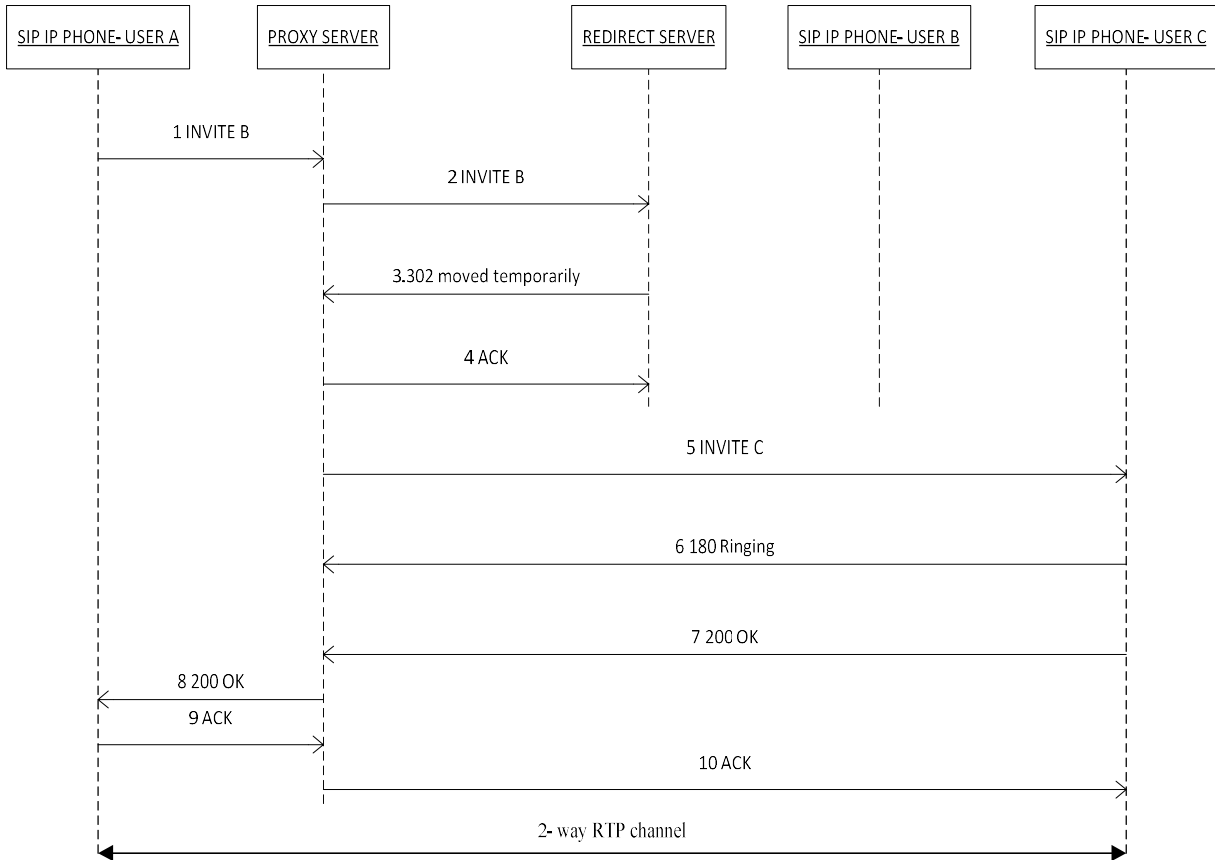 SIP IP PHONE- USER A
PROXY SERVER
REDIRECT SERVER
SIP IP PHONE- USER B
SIP IP PHONE- USER C
1 INVITE B
2 INVITE B
3.302 moved temporarily
4 ACK
5 INVITE C
6 180 Ringing
7 200 OK
8 200 OK
9 ACK
10 ACK
2- way RTP channel